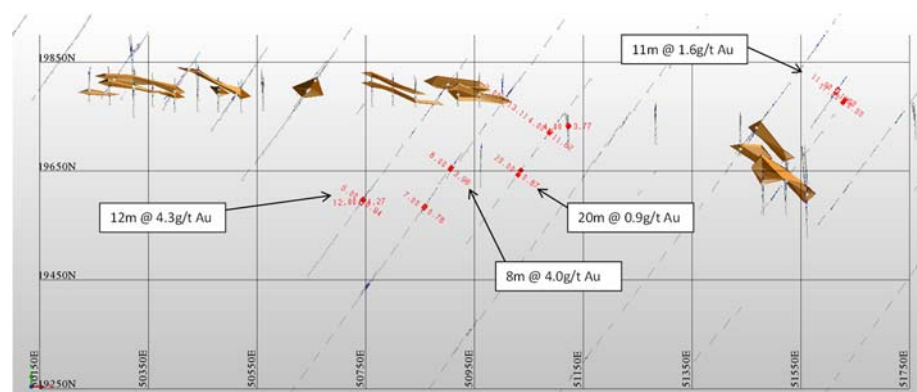 19850N
11m @ 1.6g/t Au
19650N
12m @ 4.3g/t Au
20m @ 0.9g/t Au
8m @ 4.0g/t Au
19450N
19250N
50150E
50350E
50550E
50750E
50950E
51150E
51350E
51550E
51750E